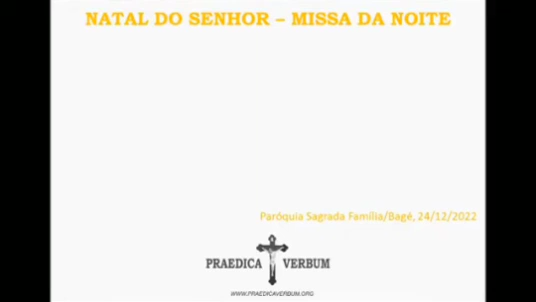 NATAL DO SENHOR – MISSA DA NOITE
Paróquia Sagrada Família/Bagé, 24/12/2022
PRAEDICA VERBUM
WWW.PRAEDICAVERBUM.ORG